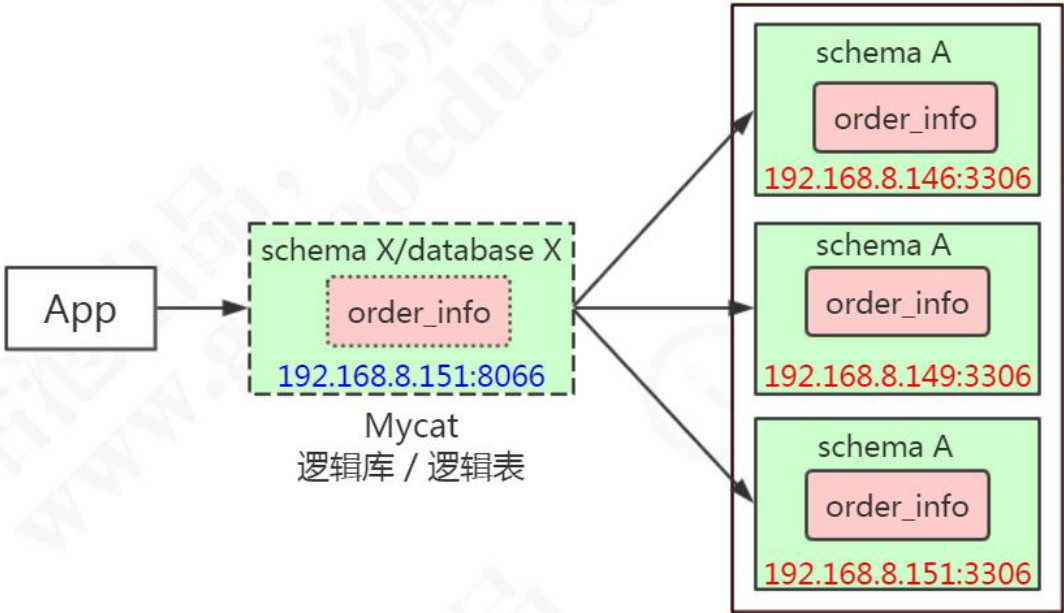 App
schema X/database X
order_info
192.168.8.151:8066
Mycat
逻辑库 / 逻辑表
schema A
order_info
192.168.8.146:3306
schema A
order_info
192.168.8.149:3306
schema A
order_info
192.168.8.151:3306